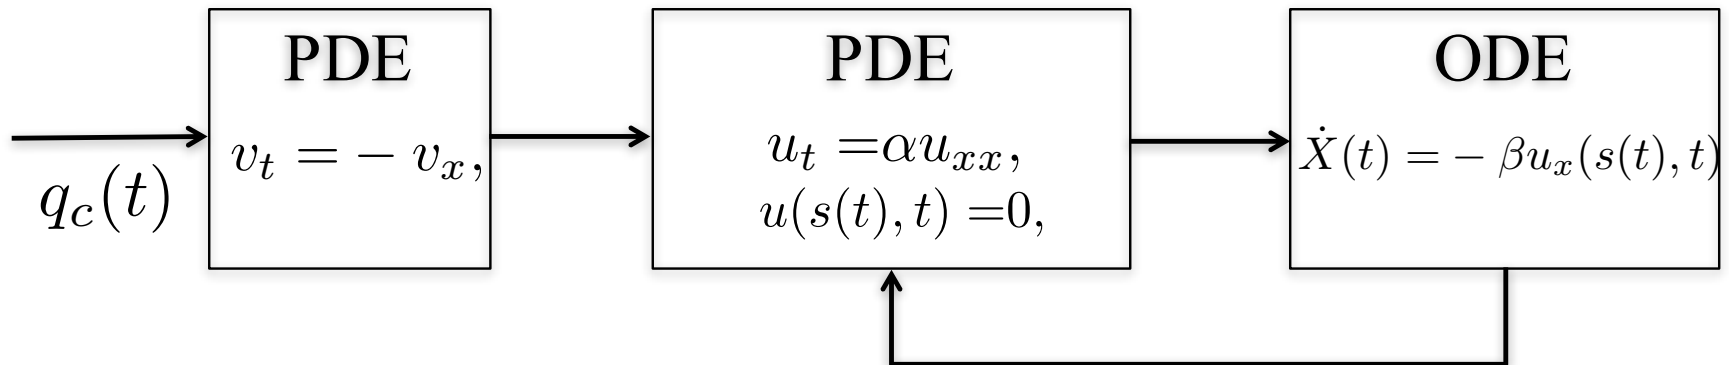 q_c(t)
PDE
v_t = − v_x,
PDE
u_t =αu_{xx},
u(s(t), t) =0,
ODE
Ẋ(t) = − βu_x(s(t), t)